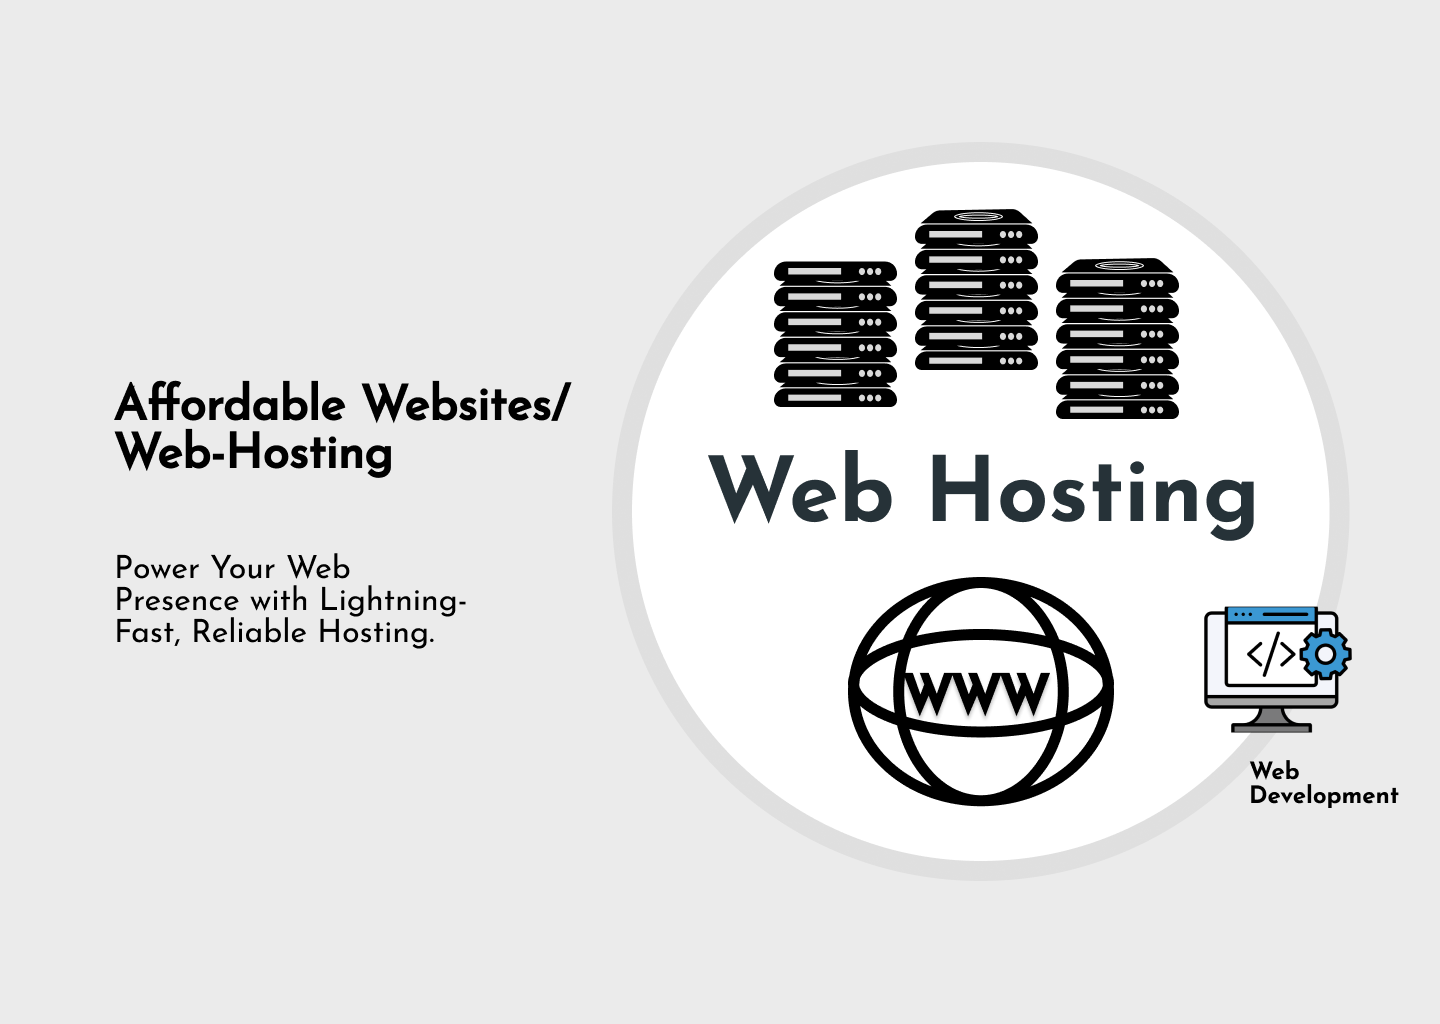 Affordable Websites/
Web-Hosting
Power Your Web
Presence with Lightning-
Fast, Reliable Hosting.
Web Hosting
WWW
</>
Web
Development